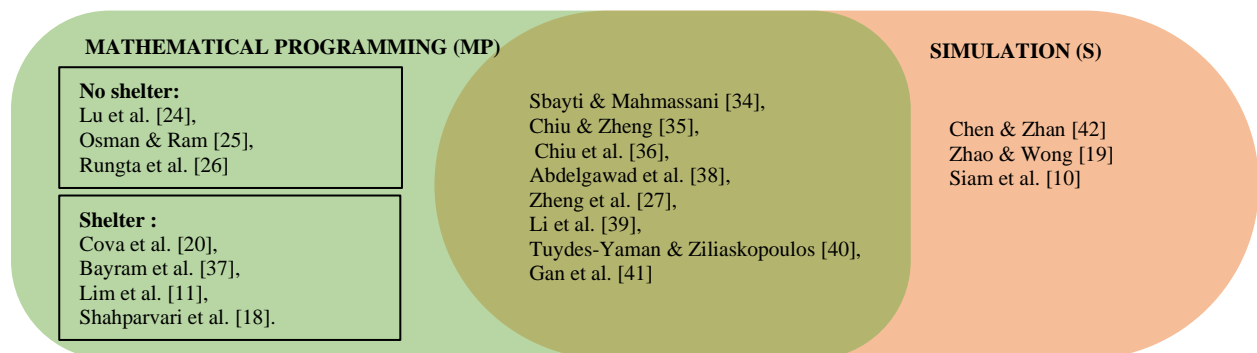 MATHEMATICAL PROGRAMMING (MP)
No shelter:
Lu et al. [24],
Osman & Ram [25],
Rungta et al. [26]
Shelter :
Cova et al. [20],
Bayram et al. [37],
Lim et al. [11],
Shahparvari et al. [18].
Sbayti & Mahmassani [34],
Chiu & Zheng [35],
Chiu et al. [36],
Abdelgawad et al. [38],
Zheng et al. [27],
Li et al. [39],
Tuydes-Yaman & Ziliaskopoulos [40],
Gan et al. [41]
SIMULATION (S)
Chen & Zhan [42]
Zhao & Wong [19]
Siam et al. [10]